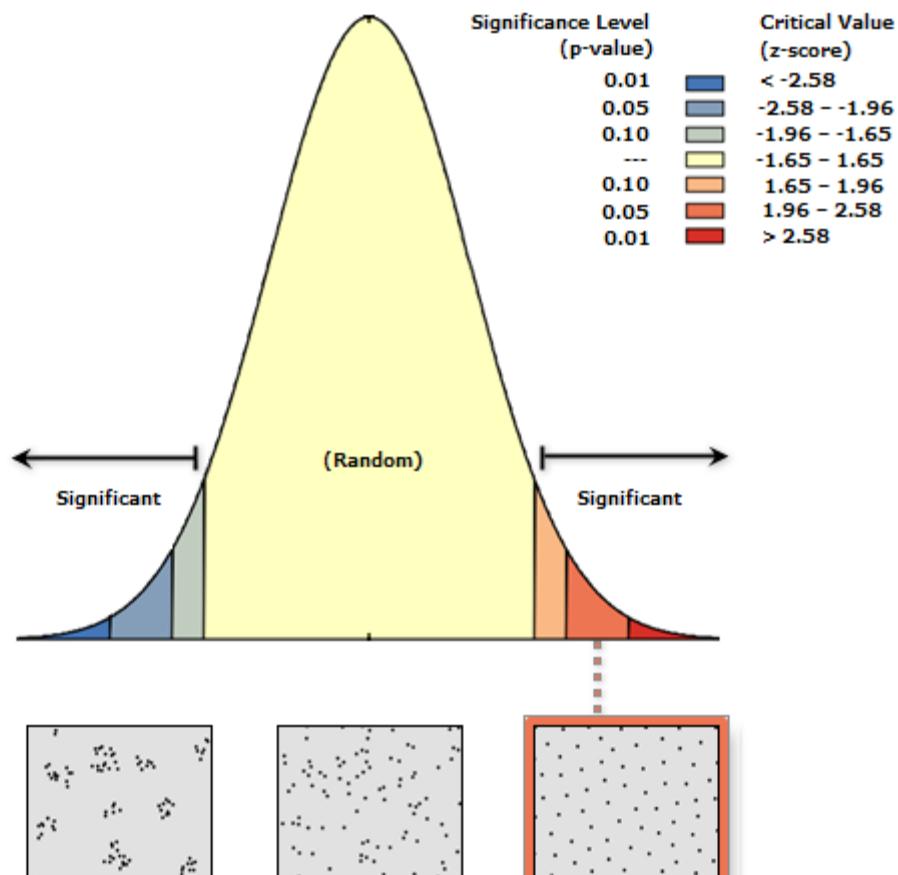 Significance Level Critical Value
(p-value) (z-score)
0.01 < -2.58
0.05 -2.58 – -1.96
0.10 -1.96 – -1.65
--- -1.65 – 1.65
0.10 1.65 – 1.96
0.05 1.96 – 2.58
0.01 > 2.58
(Random)
Significant Significant